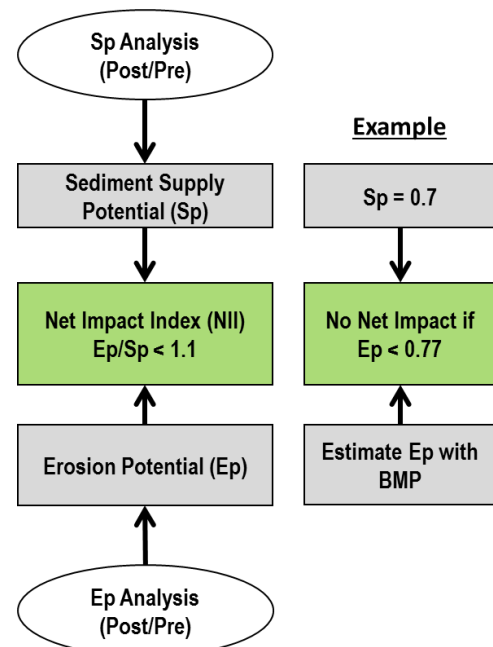 Sp Analysis
(Post/Pre)
Sediment Supply
Potential (Sp)
Net Impact Index (NII)
Ep/Sp < 1.1
Erosion Potential (Ep)
Ep Analysis
(Post/Pre)
Example
Sp = 0.7
No Net Impact if
Ep < 0.77
Estimate Ep with
BMP